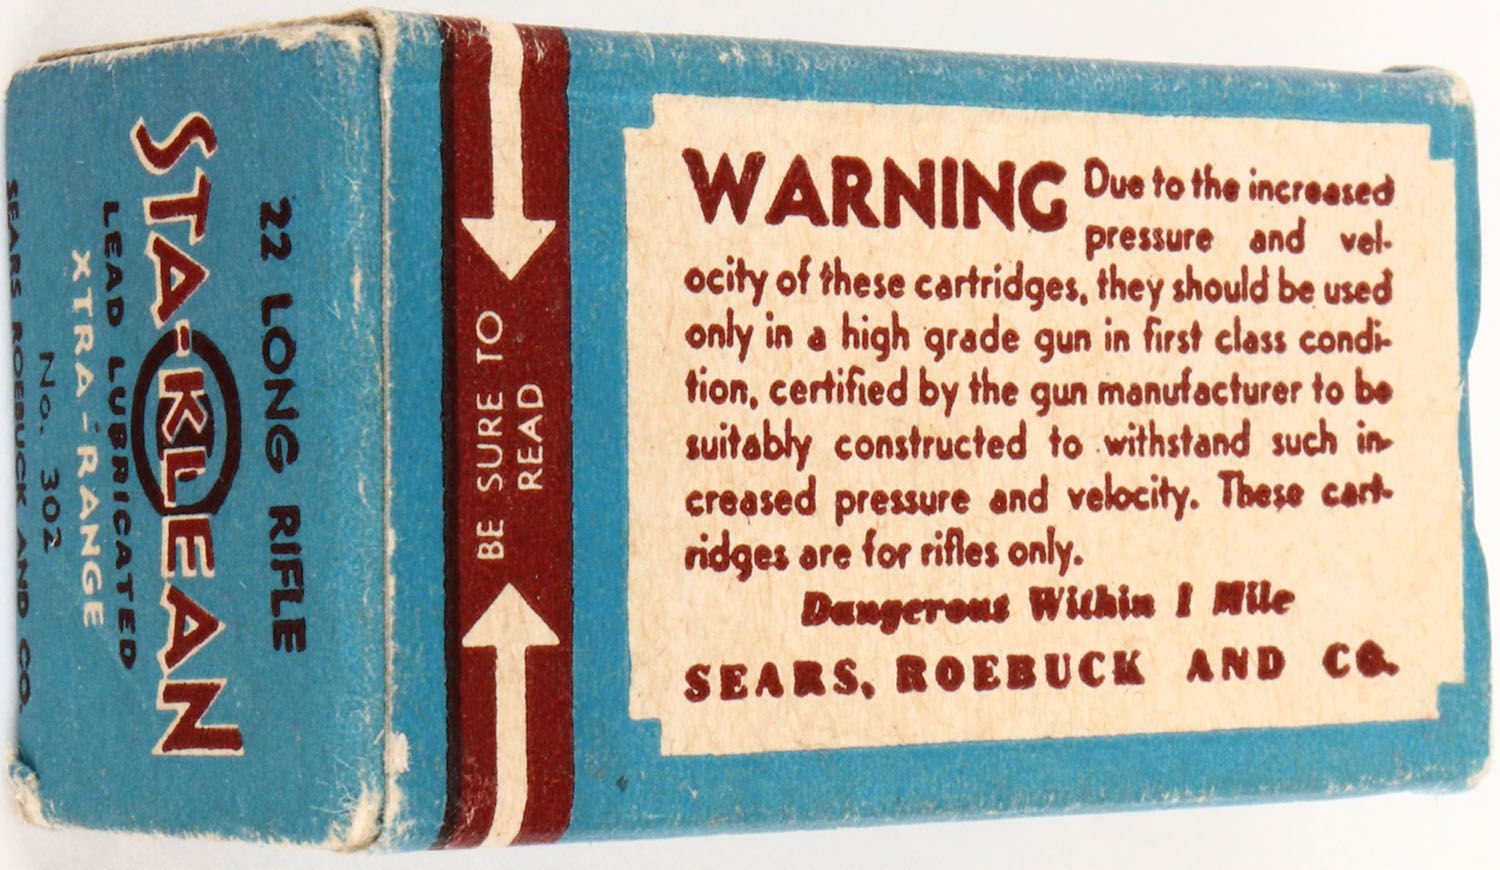 22 LONG RIFLE
STA-KLEAN
LEAD LUBRICATED
XTRA-RANGE
No. 302
SEARS ROEBUCK AND CO.
BE SURE TO
READ
WARNING Due to the increased
pressure and vel-
ocity of these cartridges, they should be used
only in a high grade gun in first class condi-
tion, certified by the gun manufacturer to be
suitably constructed to withstand such in-
creased pressure and velocity. These cart-
ridges are for rifles only.
Dangerous Within 1 Mile
SEARS, ROEBUCK AND CO.